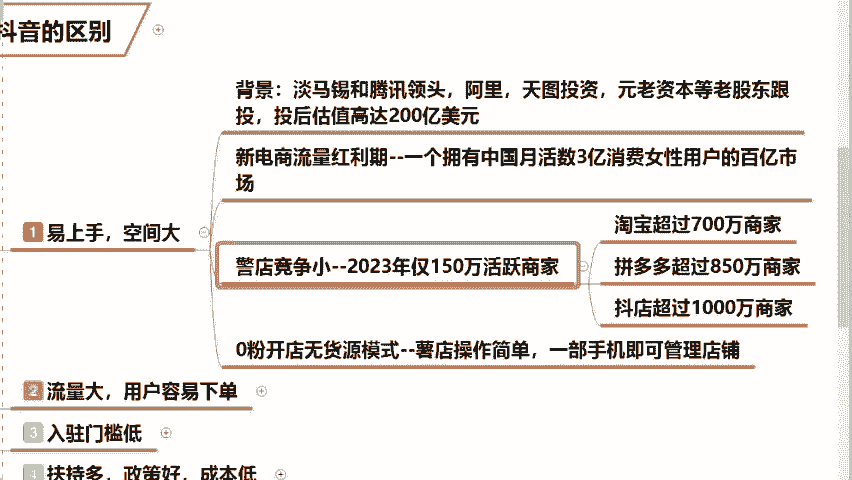 抖音的区别
背景：淡马锡和腾讯领头，阿里，天图投资，元老资本等老股东跟
投，投后估值高达200亿美元
新电商流量红利期--一个拥有中国月活数3亿消费女性用户的百亿市
场
1 易上手，空间大
警店竞争小--2023年仅150万活跃商家
淘宝超过700万商家
拼多多超过850万商家
抖店超过1000万商家
0粉开店无货源模式--薯店操作简单，一部手机即可管理店铺
2 流量大，用户容易下单
3 入驻门槛低
4 扶持多，政策好，成本低